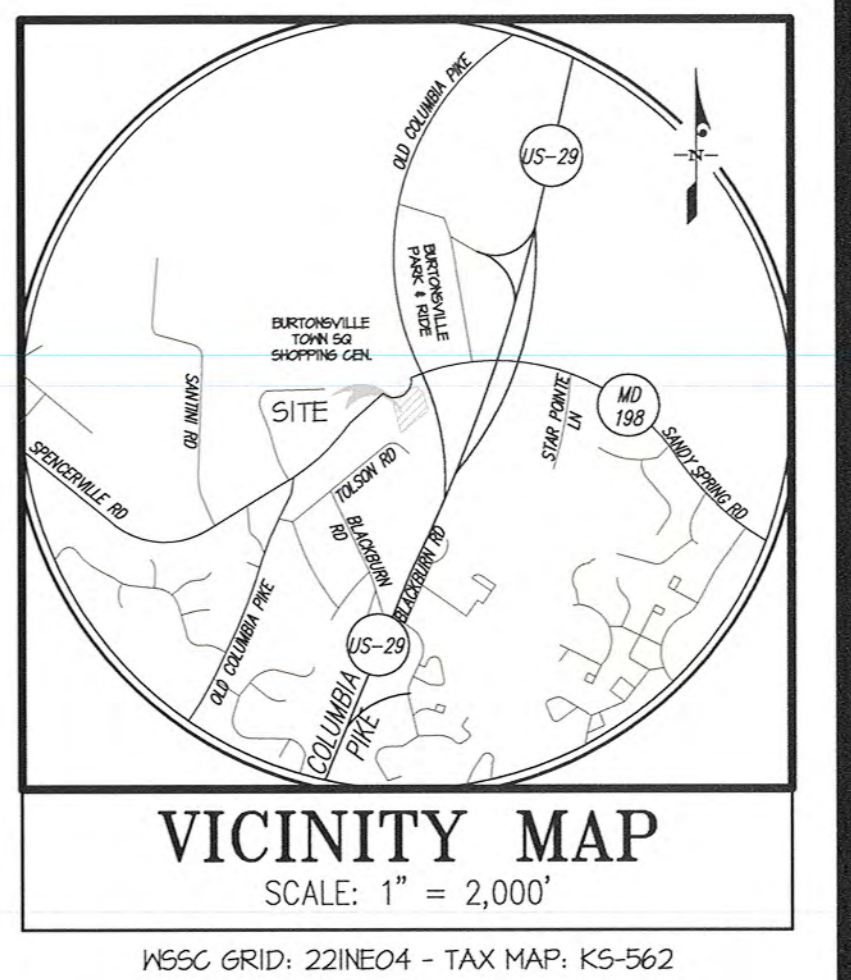 OLD COLUMBIA PIKE
US-29
N
BURTONSVILLE
PARK & RIDE
BURTONSVILLE
TOWN SQ
SHOPPING CEN.
SITE
SANTINI RD
SPENCERVILLE RD
TOLSON RD
BLACKBURN
RD
STAR POINTE
LN
MD
198
SANDY SPRING RD
BLACKBURN RD
OLD COLUMBIA PIKE
US-29
COLUMBIA
PIKE
VICINITY MAP
SCALE: 1" = 2,000'
WSSC GRID: 221NE04 - TAX MAP: KS-562